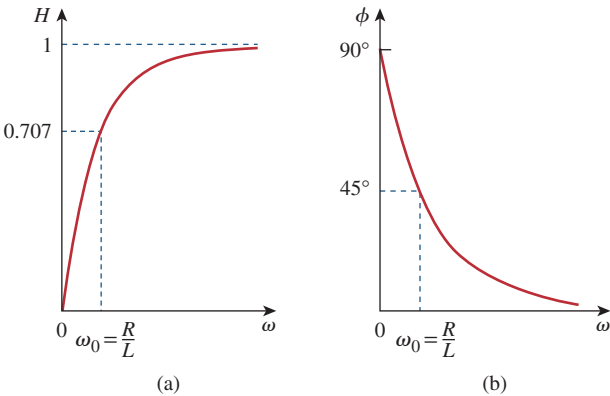 H
1
0.707
0
ω₀ = R/L
ω
(a)
ϕ
90°
45°
0
ω₀ = R/L
ω
(b)